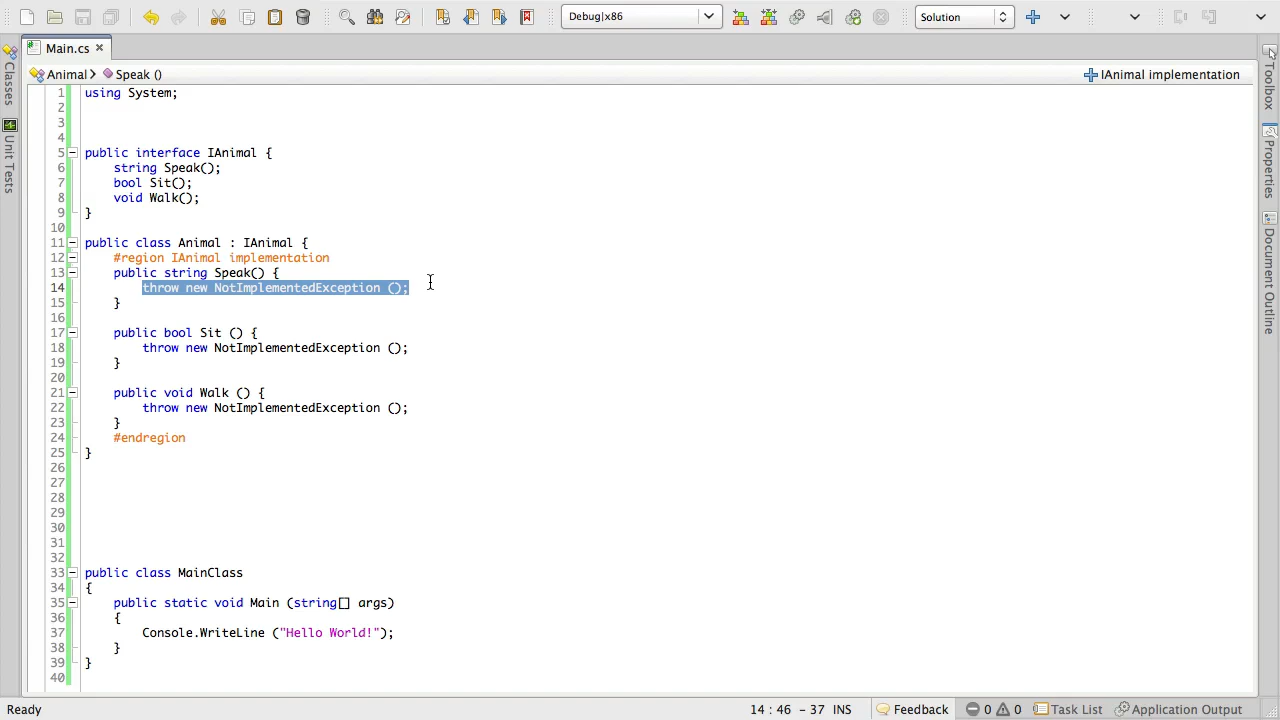 Debug|x86
Solution
Main.cs
Animal
Speak ()
IAnimal implementation
1 using System;
2
3
4
5 public interface IAnimal {
6 string Speak();
7 bool Sit();
8 void Walk();
9 }
10
11 public class Animal : IAnimal {
12 #region IAnimal implementation
13 public string Speak() {
14 throw new NotImplementedException ();
15 }
16
17 public bool Sit () {
18 throw new NotImplementedException ();
19 }
20
21 public void Walk () {
22 throw new NotImplementedException ();
23 }
24 #endregion
25 }
26
27
28
29
30
31
32
33 public class MainClass
34 {
35 public static void Main (string[] args)
36 {
37 Console.WriteLine ("Hello World!");
38 }
39 }
40
Classes
Unit Tests
Toolbox
Properties
Document Outline
Ready
14 : 46 - 37 INS
Feedback
0
0
Task List
Application Output